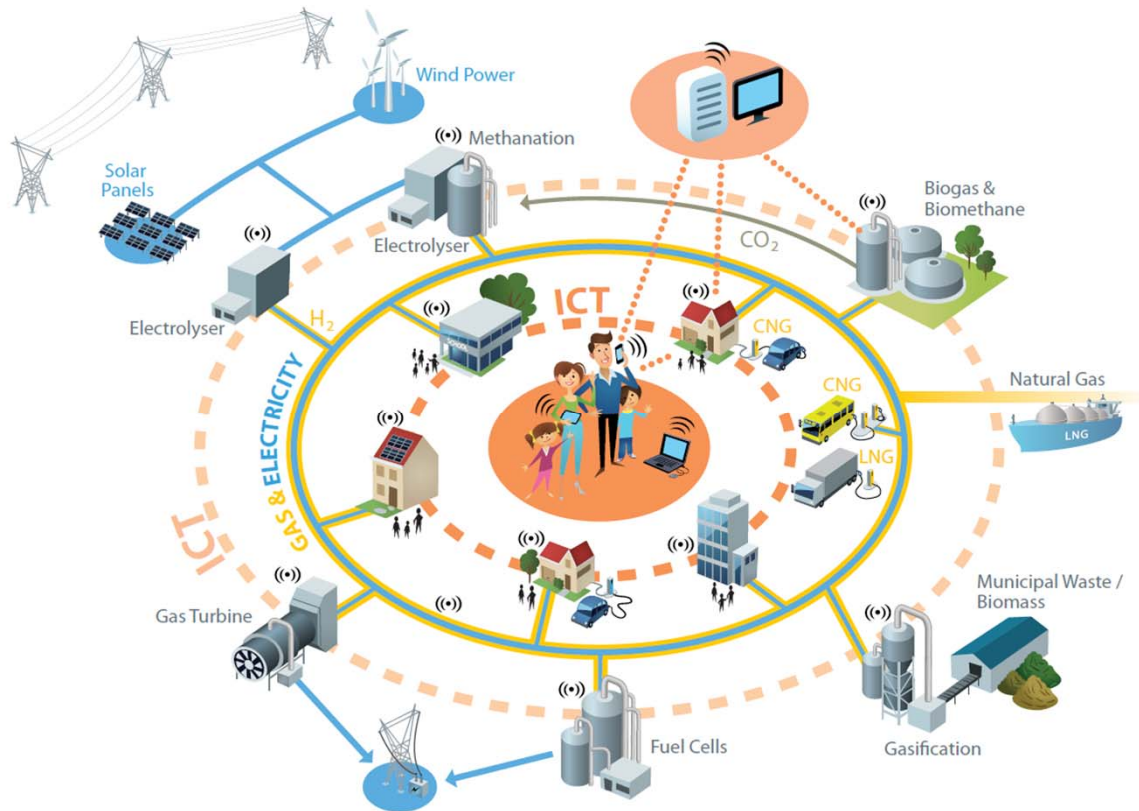 Wind Power
Methanation
Solar
Panels
Biogas &
Biomethane
Electrolyser
CO₂
ICT
Electrolyser
H₂
SCHOOL
CNG
CNG
Natural Gas
LNG
LNG
GAS & ELECTRICITY
ICT
Municipal Waste /
Biomass
Gas Turbine
Fuel Cells
Gasification